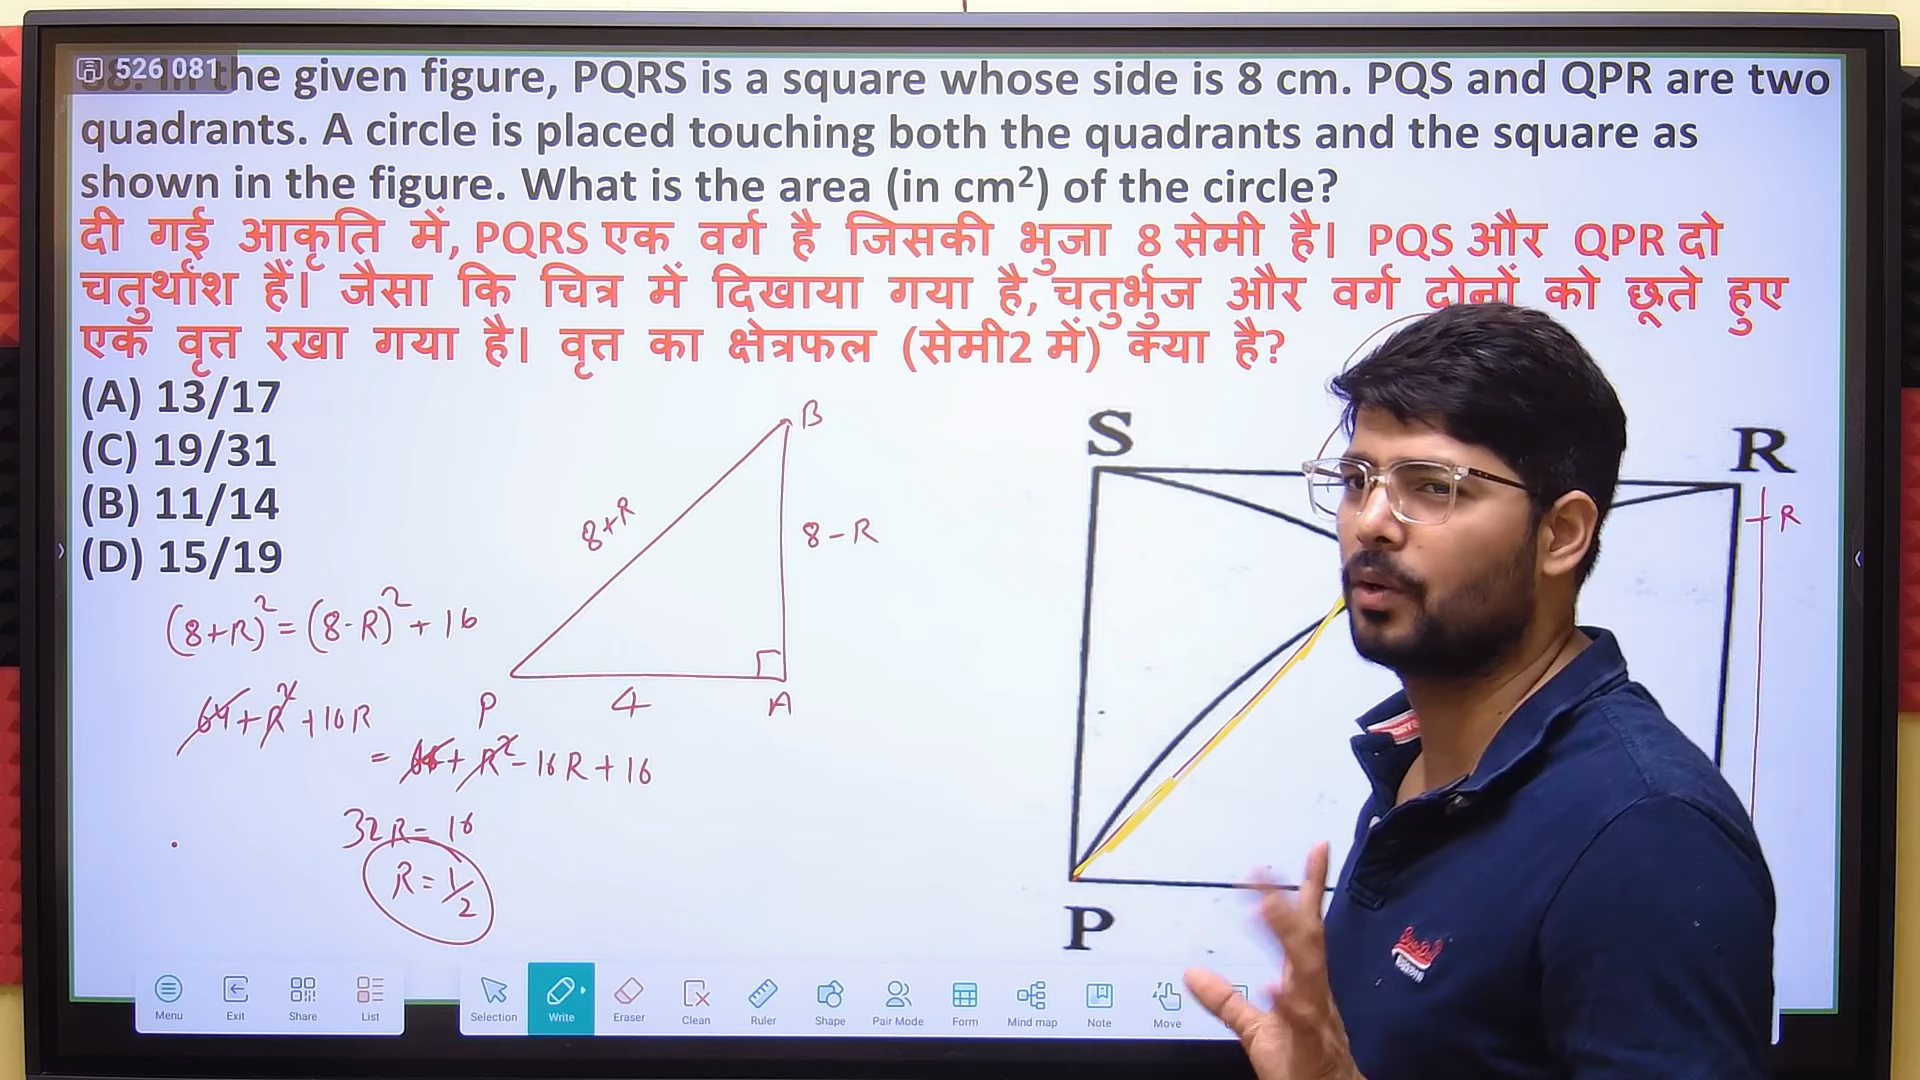 526 081
In the given figure, PQRS is a square whose side is 8 cm. PQS and QPR are two
quadrants. A circle is placed touching both the quadrants and the square as
shown in the figure. What is the area (in cm²) of the circle?
दी गई आकृति में, PQRS एक वर्ग है जिसकी भुजा 8 सेमी है। PQS और QPR दो
चतुर्थांश हैं। जैसा कि चित्र में दिखाया गया है, चतुर्भुज और वर्ग दोनों को छूते हुए
एक वृत्त रखा गया है। वृत्त का क्षेत्रफल (सेमी2 में) क्या है?
(A) 13/17
(C) 19/31
(B) 11/14
(D) 15/19
B
8+R
8-R
P
4
A
(8+R)² = (8-R)² + 16
64+R²+16R
= 64+R²-16R+16
32R = 16
R = 1/2
S
R
R
P
Menu
Exit
Share
List
Selection
Write
Eraser
Clean
Ruler
Shape
Pair Mode
Form
Mind map
Note
Move